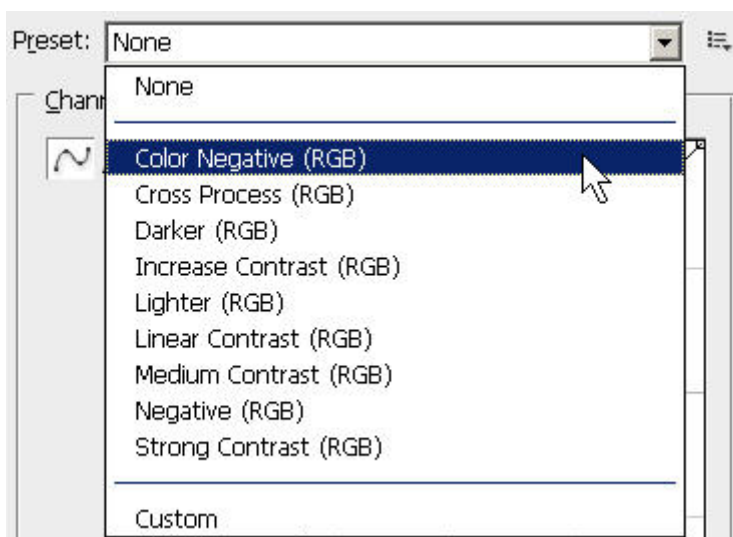 Preset: None
None
Chann
Color Negative (RGB)
Cross Process (RGB)
Darker (RGB)
Increase Contrast (RGB)
Lighter (RGB)
Linear Contrast (RGB)
Medium Contrast (RGB)
Negative (RGB)
Strong Contrast (RGB)
Custom